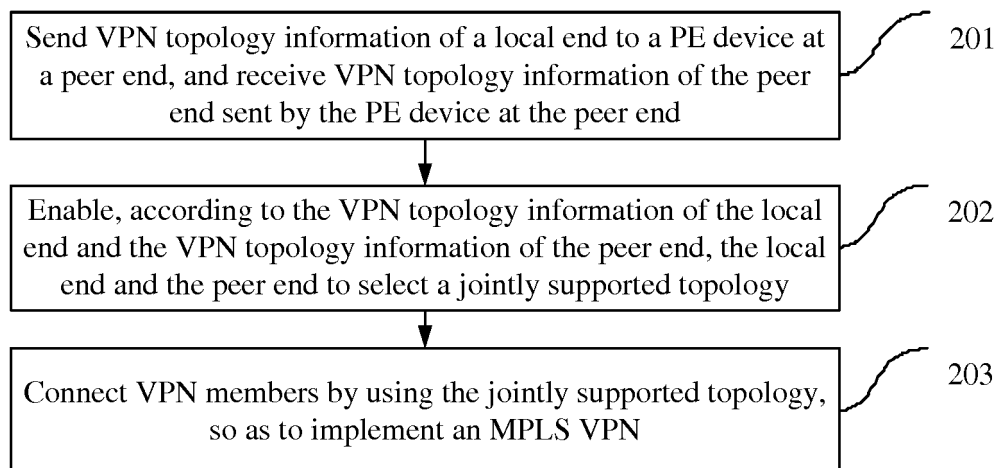 Send VPN topology information of a local end to a PE device at
a peer end, and receive VPN topology information of the peer
end sent by the PE device at the peer end
201
Enable, according to the VPN topology information of the local
end and the VPN topology information of the peer end, the local
end and the peer end to select a jointly supported topology
202
Connect VPN members by using the jointly supported topology,
so as to implement an MPLS VPN
203